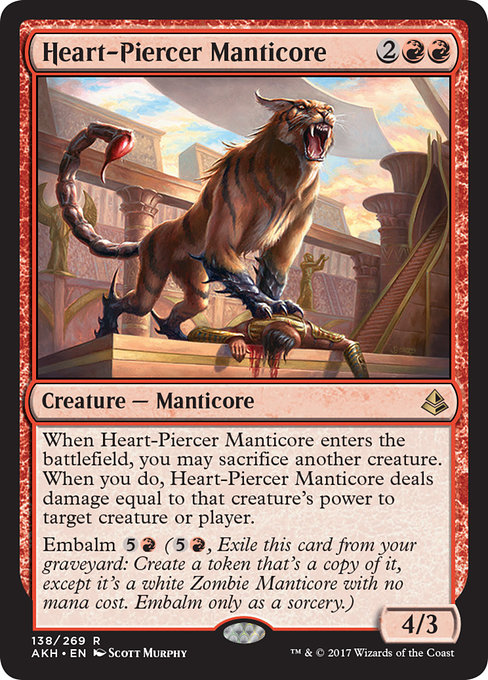 Heart-Piercer Manticore 2
Creature — Manticore
When Heart-Piercer Manticore enters the
battlefield, you may sacrifice another creature.
When you do, Heart-Piercer Manticore deals
damage equal to that creature's power to
target creature or player.
Embalm 5 (5, Exile this card from your
graveyard: Create a token that's a copy of it,
except it's a white Zombie Manticore with no
mana cost. Embalm only as a sorcery.)
4/3
138/269 R
AKH • EN Scott Murphy ™ & © 2017 Wizards of the Coast